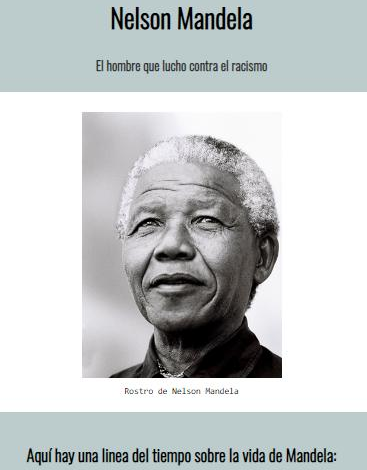 Nelson Mandela
El hombre que lucho contra el racismo
Rostro de Nelson Mandela
Aquí hay una linea del tiempo sobre la vida de Mandela: